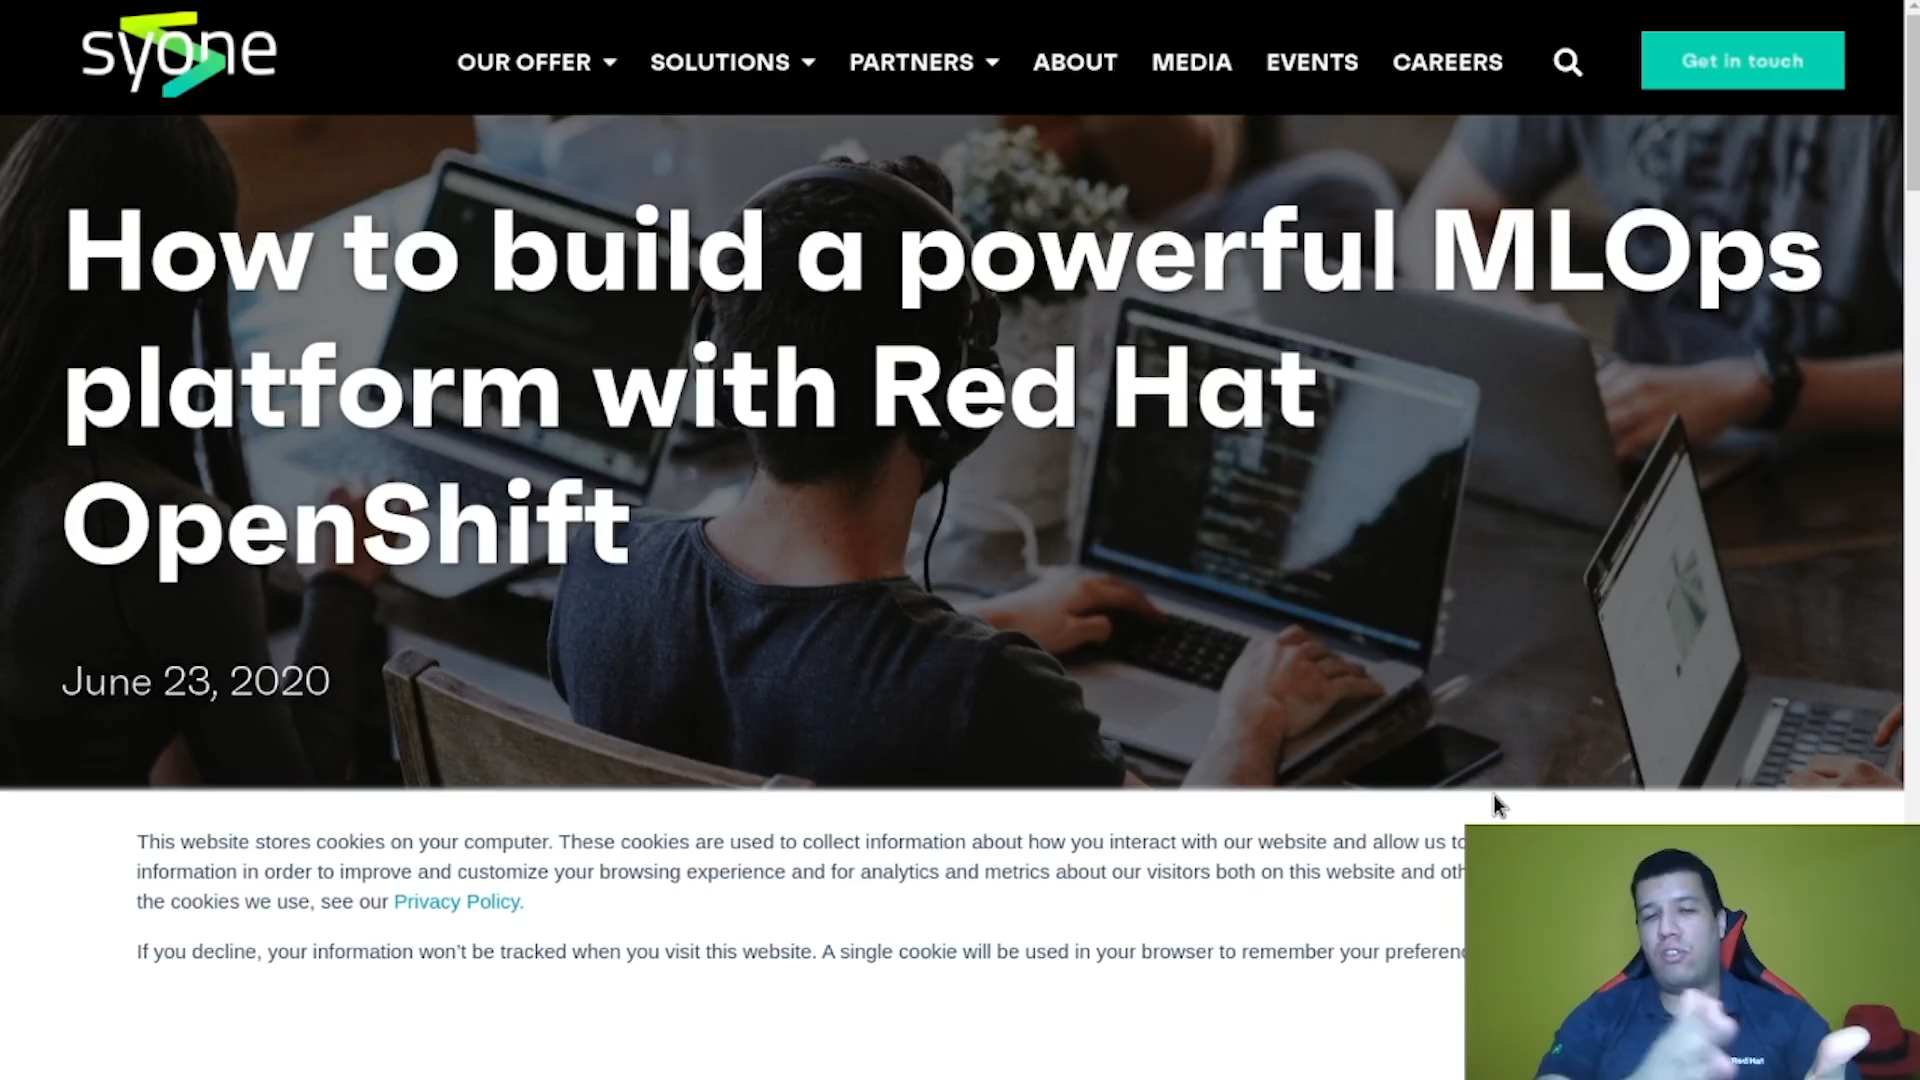 syone
OUR OFFER SOLUTIONS PARTNERS ABOUT MEDIA EVENTS CAREERS Get in touch
How to build a powerful MLOps
platform with Red Hat
OpenShift
June 23, 2020
This website stores cookies on your computer. These cookies are used to collect information about how you interact with our website and allow us to
information in order to improve and customize your browsing experience and for analytics and metrics about our visitors both on this website and oth
the cookies we use, see our Privacy Policy.
If you decline, your information won't be tracked when you visit this website. A single cookie will be used in your browser to remember your preferenc
Red Hat